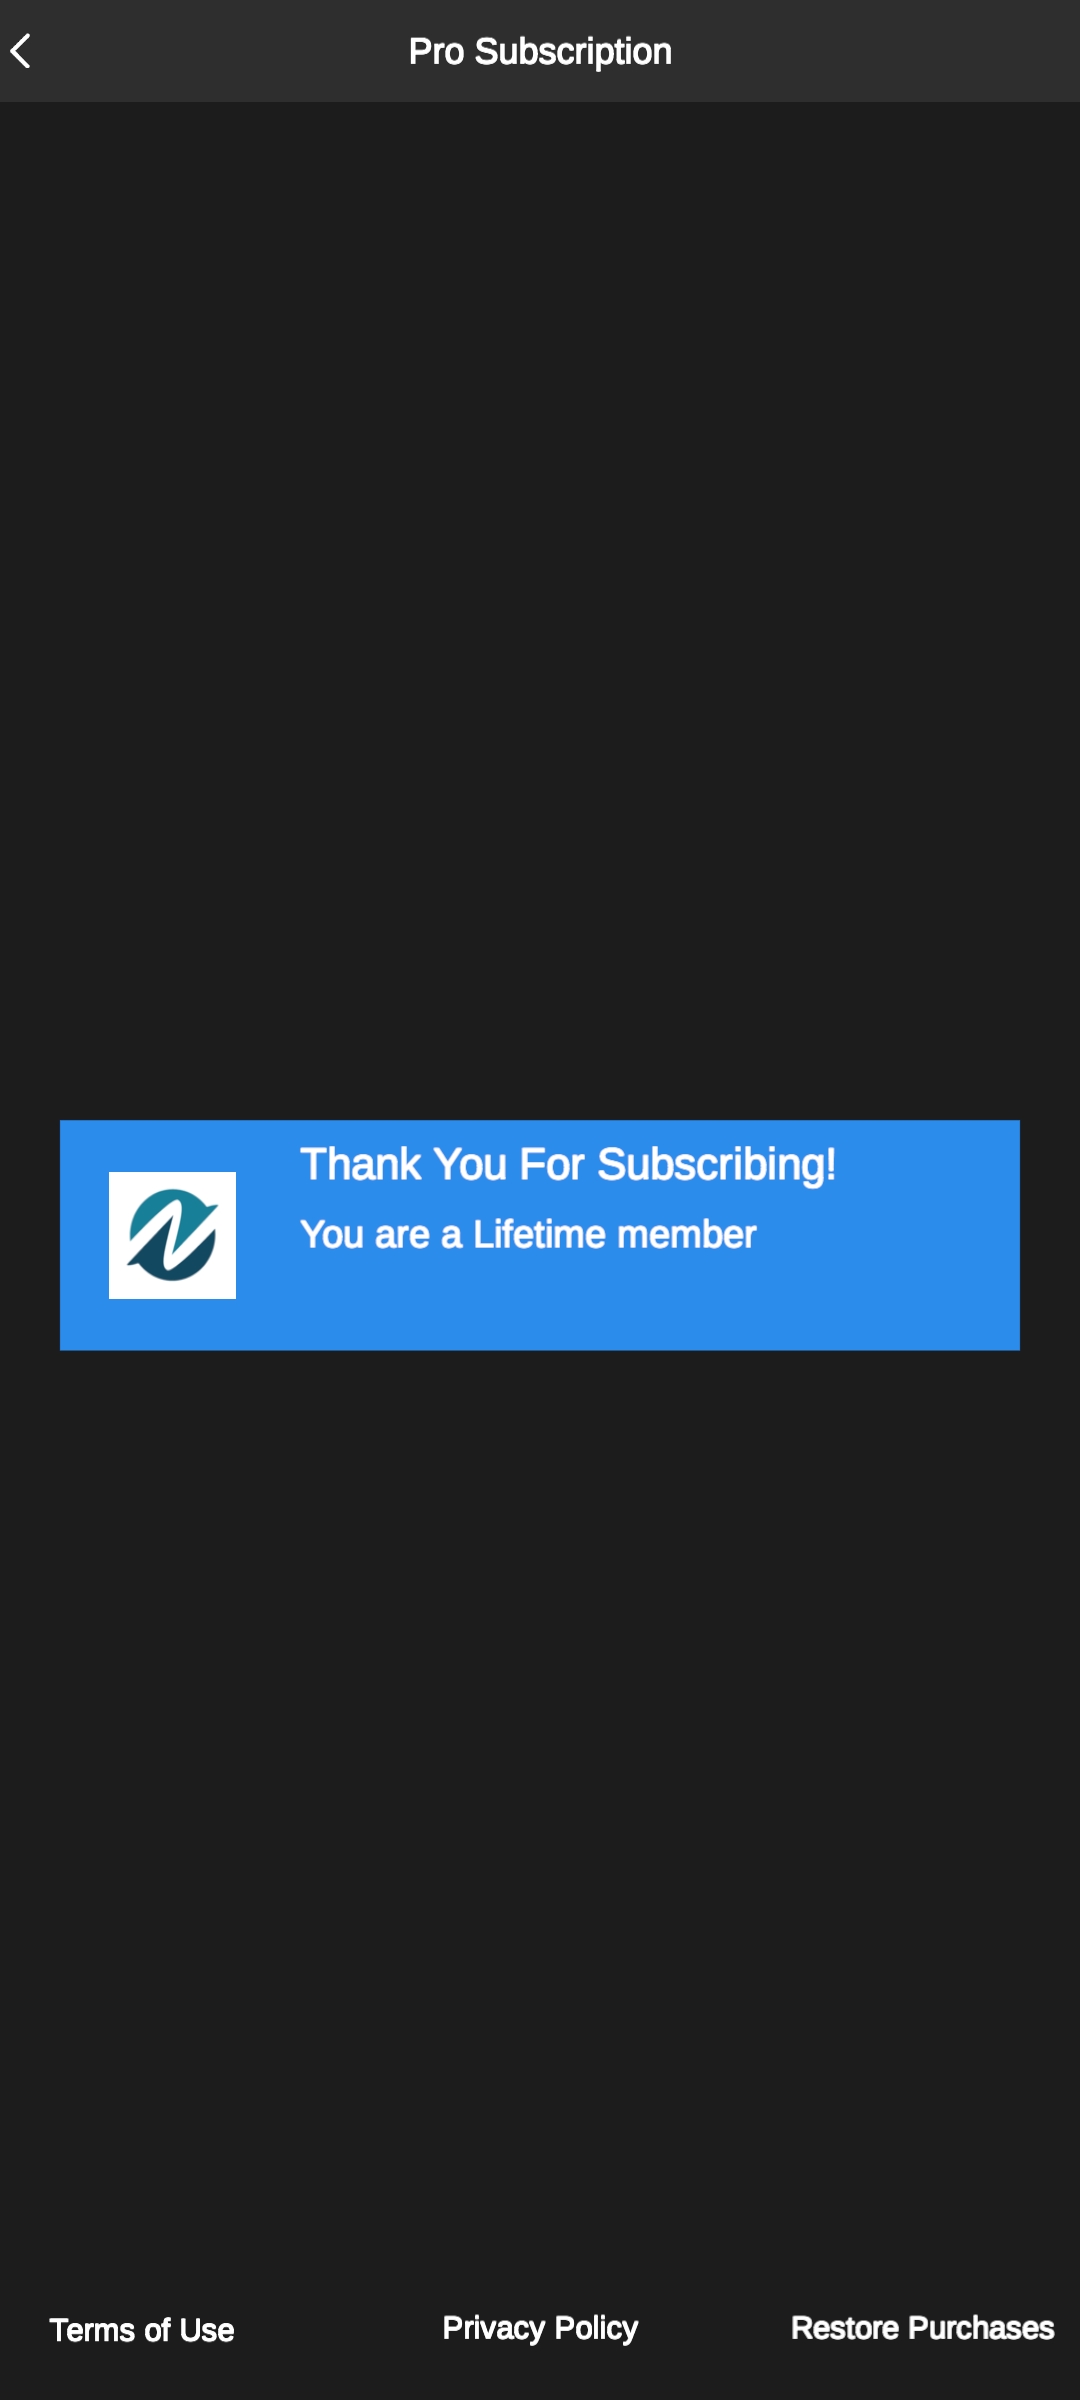 Pro Subscription
Thank You For Subscribing!
You are a Lifetime member
Terms of Use
Privacy Policy
Restore Purchases